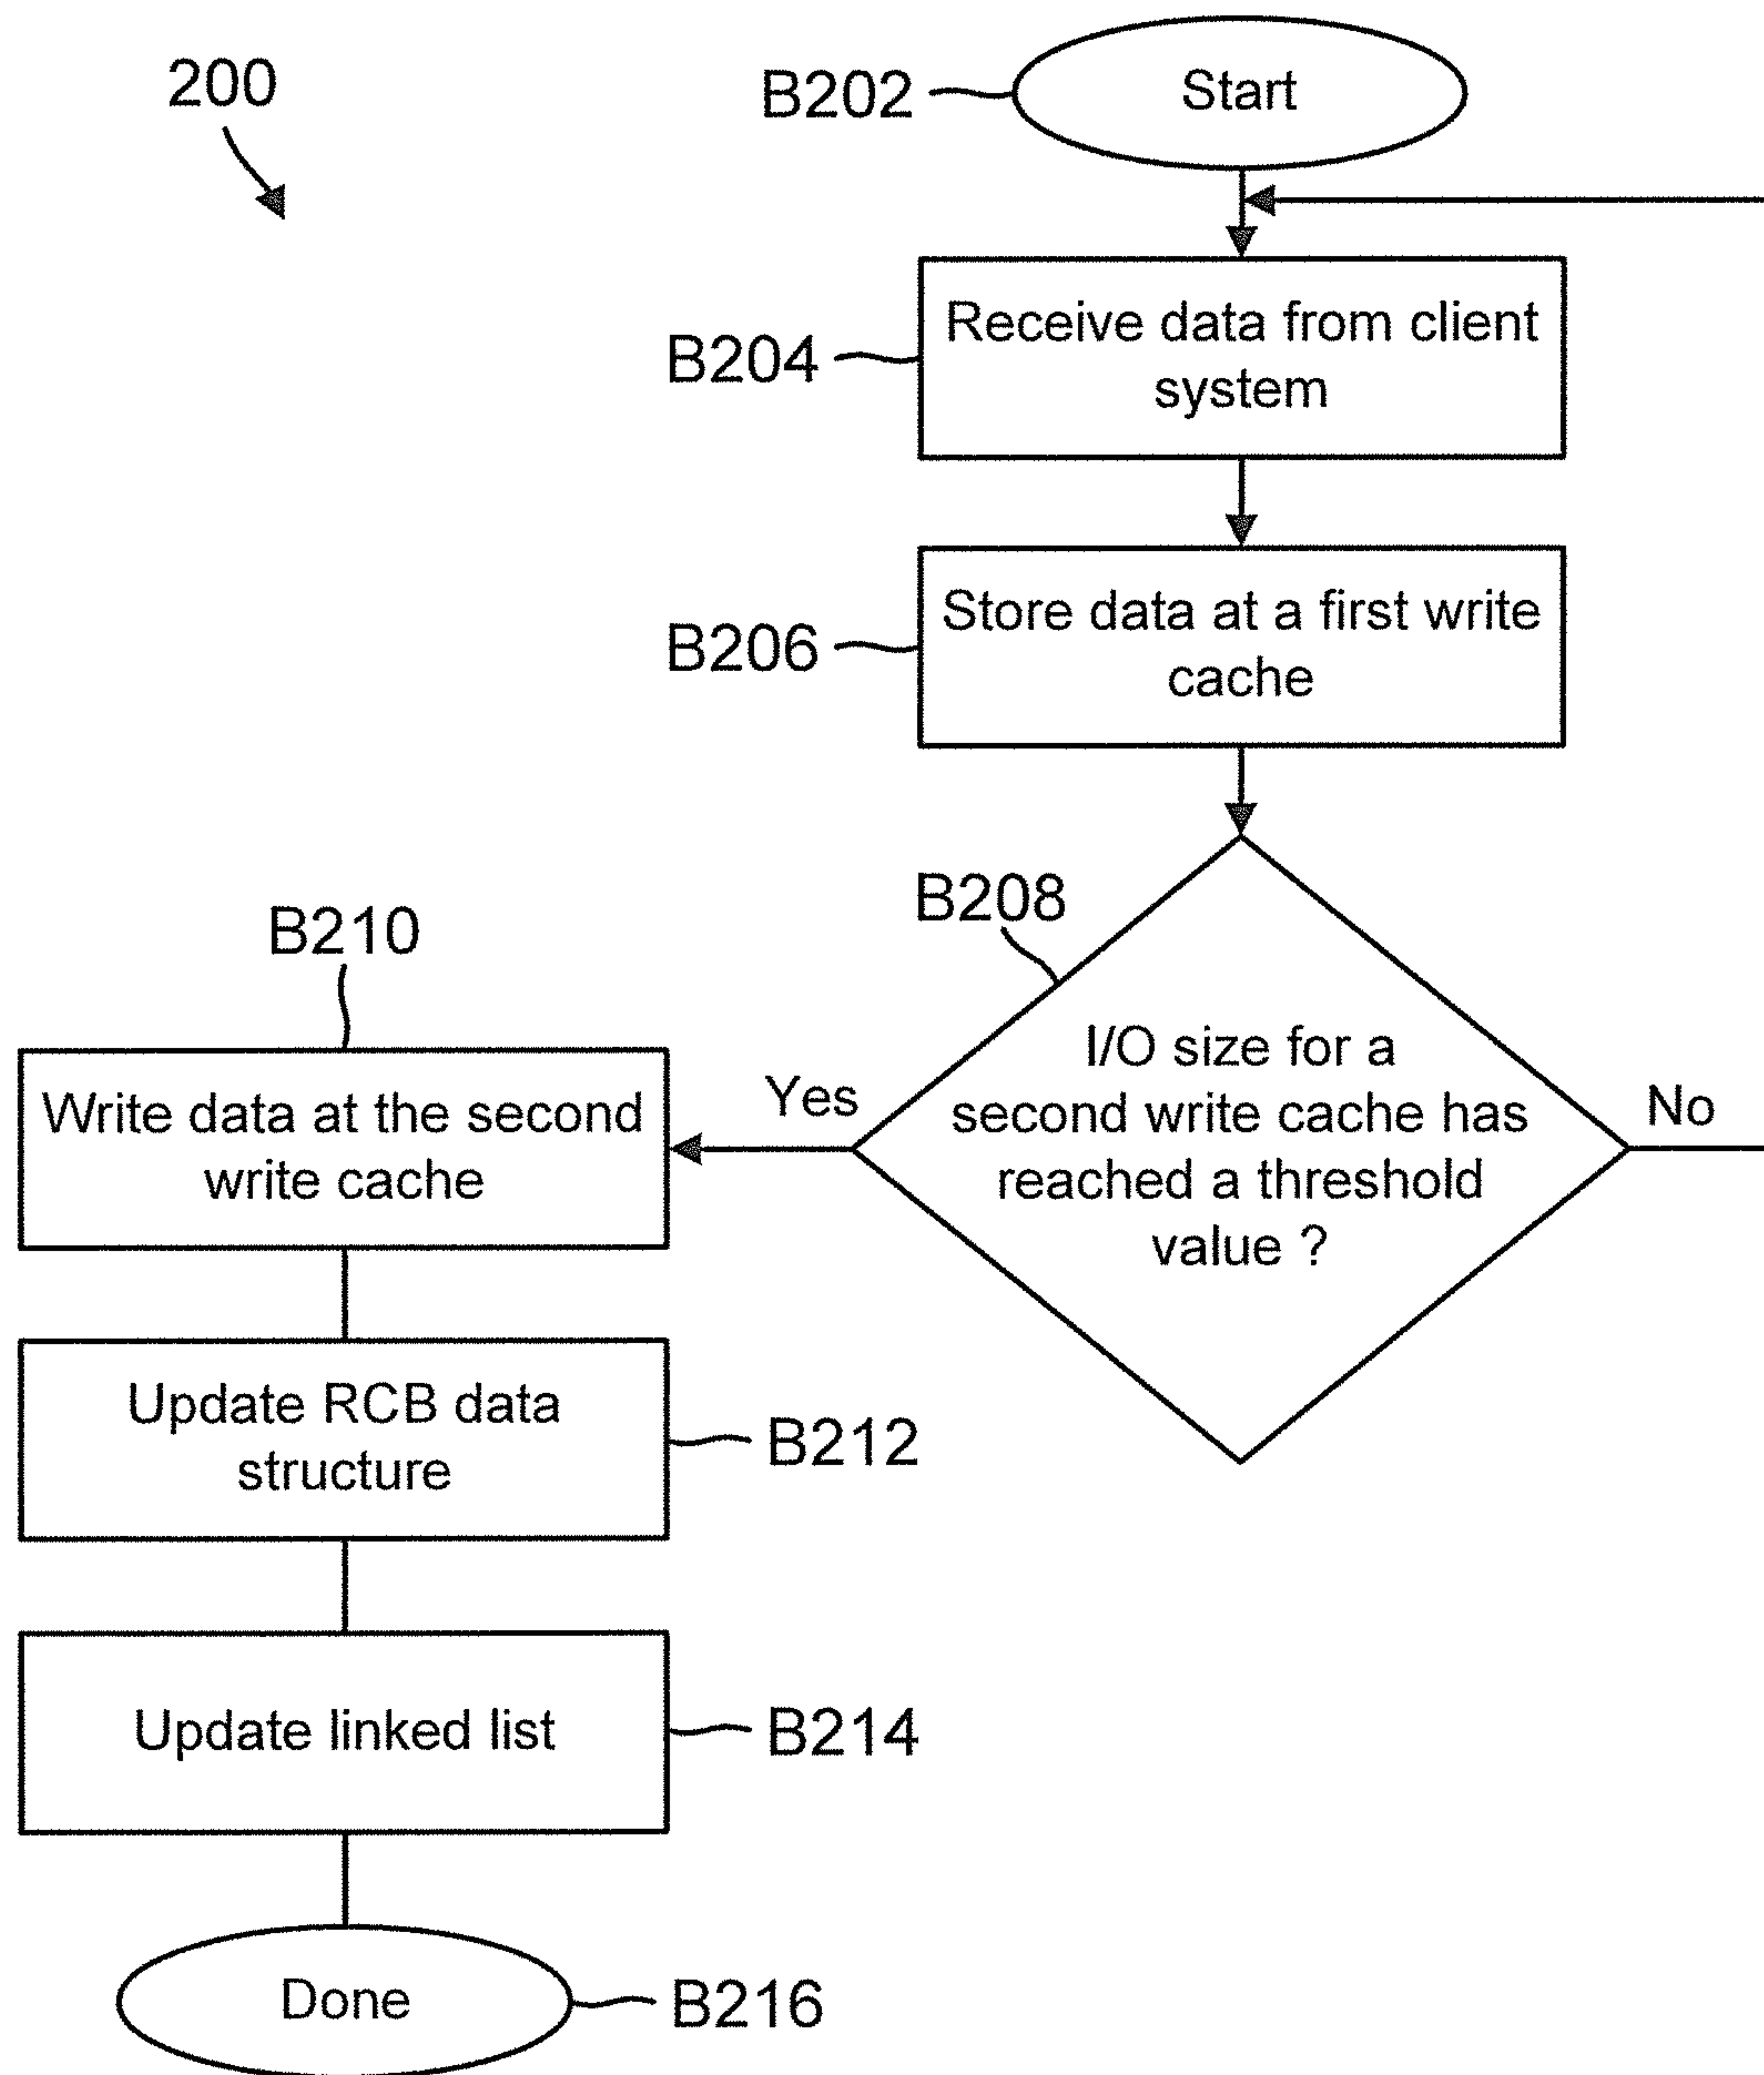 200
B202
Start
B204
Receive data from client
system
B206
Store data at a first write
cache
B208
I/O size for a
second write cache has
reached a threshold
value ?
Yes
No
B210
Write data at the second
write cache
Update RCB data
structure
B212
Update linked list
B214
Done
B216